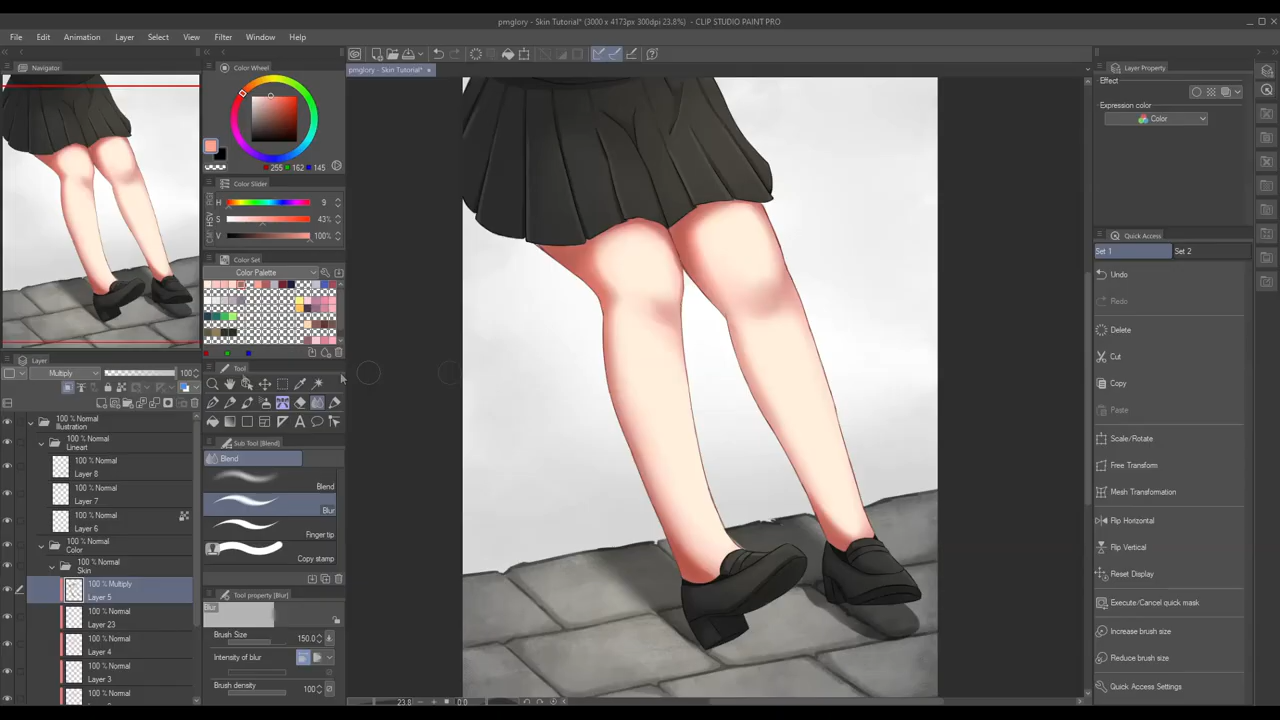 pmglory - Skin Tutorial* (3000 x 4173px 300dpi 23.8%) - CLIP STUDIO PAINT PRO
File Edit Animation Layer Select View Filter Window Help
Navigator
Color Wheel
255 162 145
Color Slider
H 9
S 43%
V 100%
Color Set
Color Palette
Tool
Layer
Multiply 100
100 % Normal
Illustration
100 % Normal
Lineart
100 % Normal
Layer 8
100 % Normal
Layer 7
100 % Normal
Layer 6
100 % Normal
Color
100 % Normal
Skin
100 % Multiply
Layer 5
100 % Normal
Layer 23
100 % Normal
Layer 4
100 % Normal
Layer 3
100 % Normal
Sub Tool [Blend]
Blend
Blend
Blur
Finger tip
Copy stamp
Tool property [Blur]
Blur
Brush Size 150.0
Intensity of blur
Brush density 100
pmglory - Skin Tutorial*
23.8
0.0
Layer Property
Effect
Expression color
Color
Quick Access
Set 1 Set 2
Undo
Redo
Delete
Cut
Copy
Paste
Scale/Rotate
Free Transform
Mesh Transformation
Flip Horizontal
Flip Vertical
Reset Display
Execute/Cancel quick mask
Increase brush size
Reduce brush size
Quick Access Settings